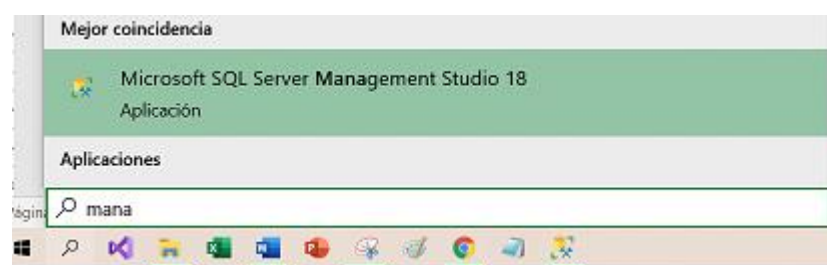 Mejor coincidencia
Microsoft SQL Server Management Studio 18
Aplicación
Aplicaciones
mana